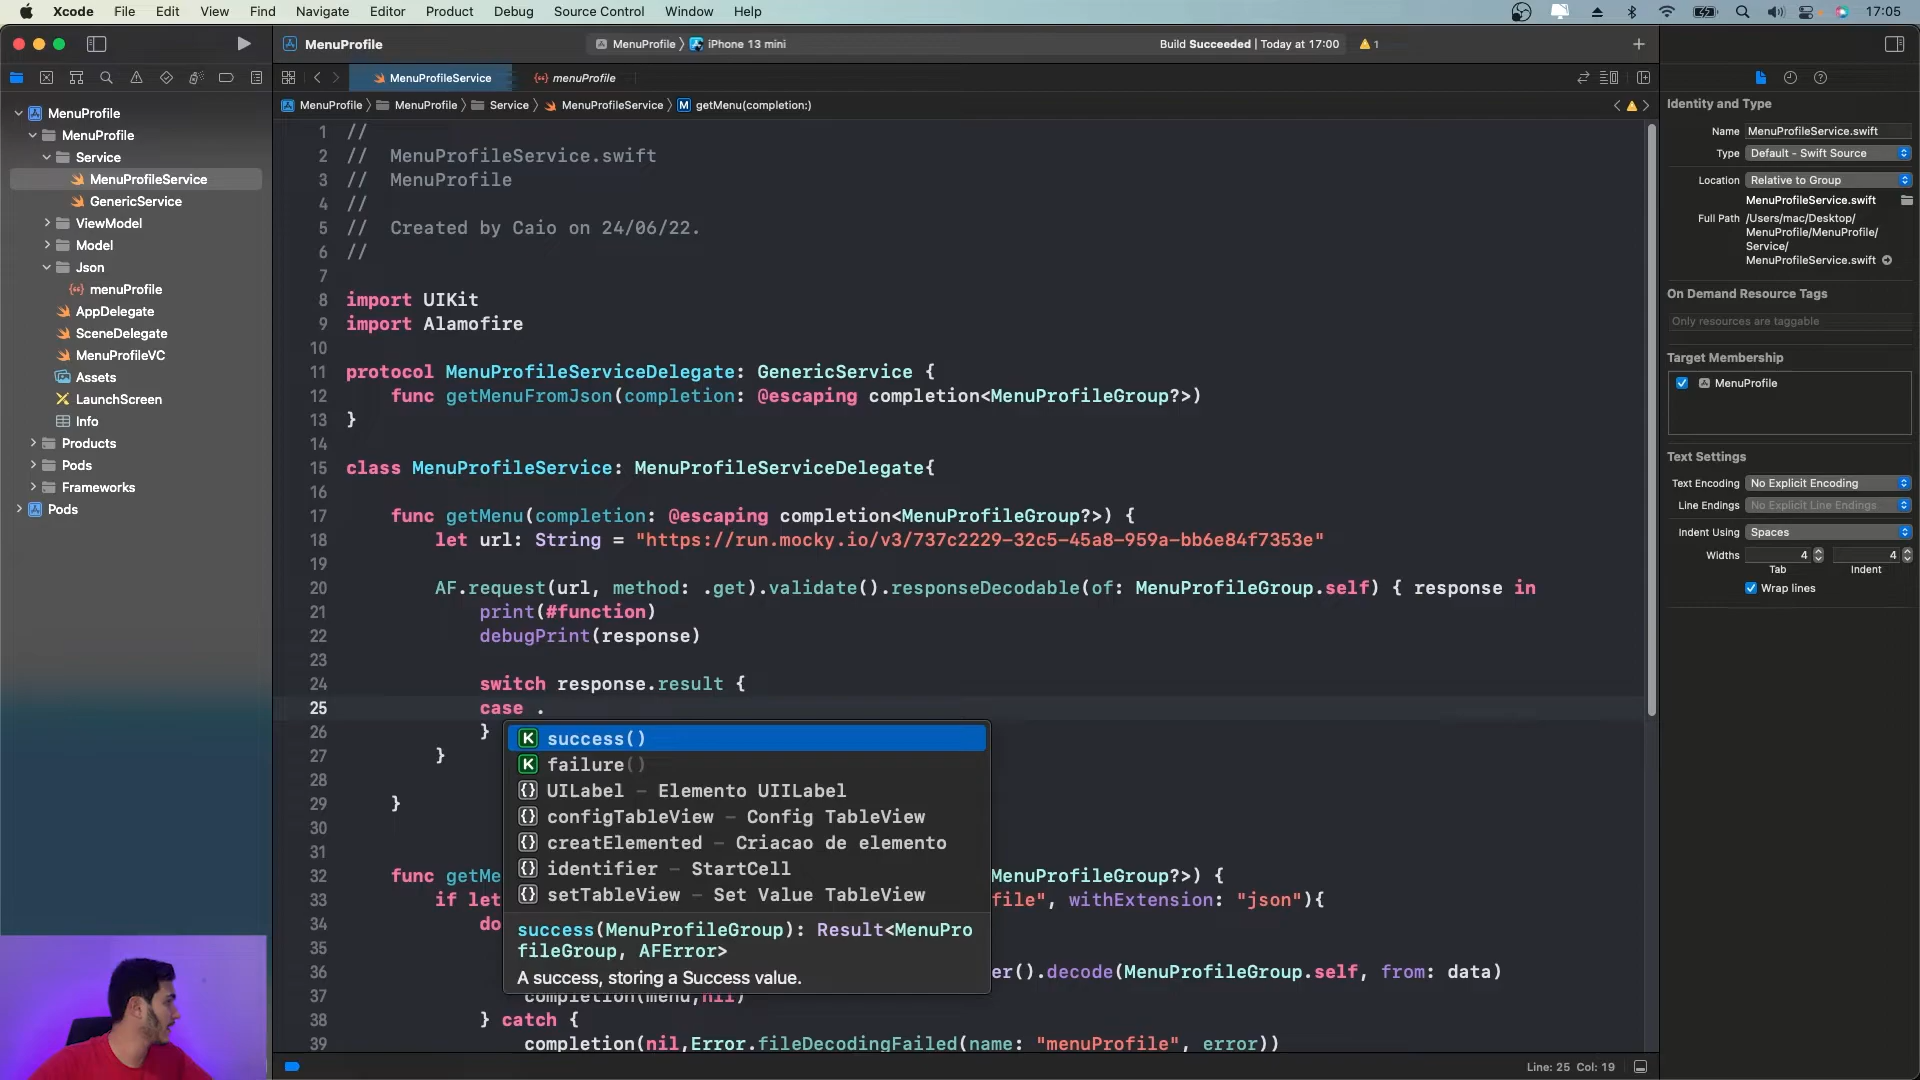 Xcode File Edit View Find Navigate Editor Product Debug Source Control Window Help 17:05
MenuProfile MenuProfile iPhone 13 mini Build Succeeded | Today at 17:00 1
MenuProfileService menuProfile
MenuProfile MenuProfile Service MenuProfileService M getMenu(completion:)
MenuProfile
MenuProfile
Service
MenuProfileService
GenericService
ViewModel
Model
Json
menuProfile
AppDelegate
SceneDelegate
MenuProfileVC
Assets
LaunchScreen
Info
Products
Pods
Frameworks
Pods
1 //
2 // MenuProfileService.swift
3 // MenuProfile
4 //
5 // Created by Caio on 24/06/22.
6 //
7
8 import UIKit
9 import Alamofire
10
11 protocol MenuProfileServiceDelegate: GenericService {
12 func getMenuFromJson(completion: @escaping completion<MenuProfileGroup?>)
13 }
14
15 class MenuProfileService: MenuProfileServiceDelegate{
16
17 func getMenu(completion: @escaping completion<MenuProfileGroup?>) {
18 let url: String = "https://run.mocky.io/v3/737c2229-32c5-45a8-959a-bb6e84f7353e"
19
20 AF.request(url, method: .get).validate().responseDecodable(of: MenuProfileGroup.self) { response in
21 print(#function)
22 debugPrint(response)
23
24 switch response.result {
25 case .
26 }
27 }
28
29 }
30
31
32 func getMe MenuProfileGroup?>) {
33 if let file", withExtension: "json"){
34 do
35
36 er().decode(MenuProfileGroup.self, from: data)
37 completion(menu,nil)
38 } catch {
39 completion(nil,Error.fileDecodingFailed(name: "menuProfile", error))
K success()
K failure()
{} UILabel – Elemento UIILabel
{} configTableView – Config TableView
{} creatElemented – Criacao de elemento
{} identifier – StartCell
{} setTableView – Set Value TableView
success(MenuProfileGroup): Result<MenuPro
fileGroup, AFError>
A success, storing a Success value.
Line: 25 Col: 19
Identity and Type
Name MenuProfileService.swift
Type Default - Swift Source
Location Relative to Group
MenuProfileService.swift
Full Path /Users/mac/Desktop/
MenuProfile/MenuProfile/
Service/
MenuProfileService.swift
On Demand Resource Tags
Only resources are taggable
Target Membership
MenuProfile
Text Settings
Text Encoding No Explicit Encoding
Line Endings No Explicit Line Endings
Indent Using Spaces
Widths 4 4
Tab Indent
Wrap lines